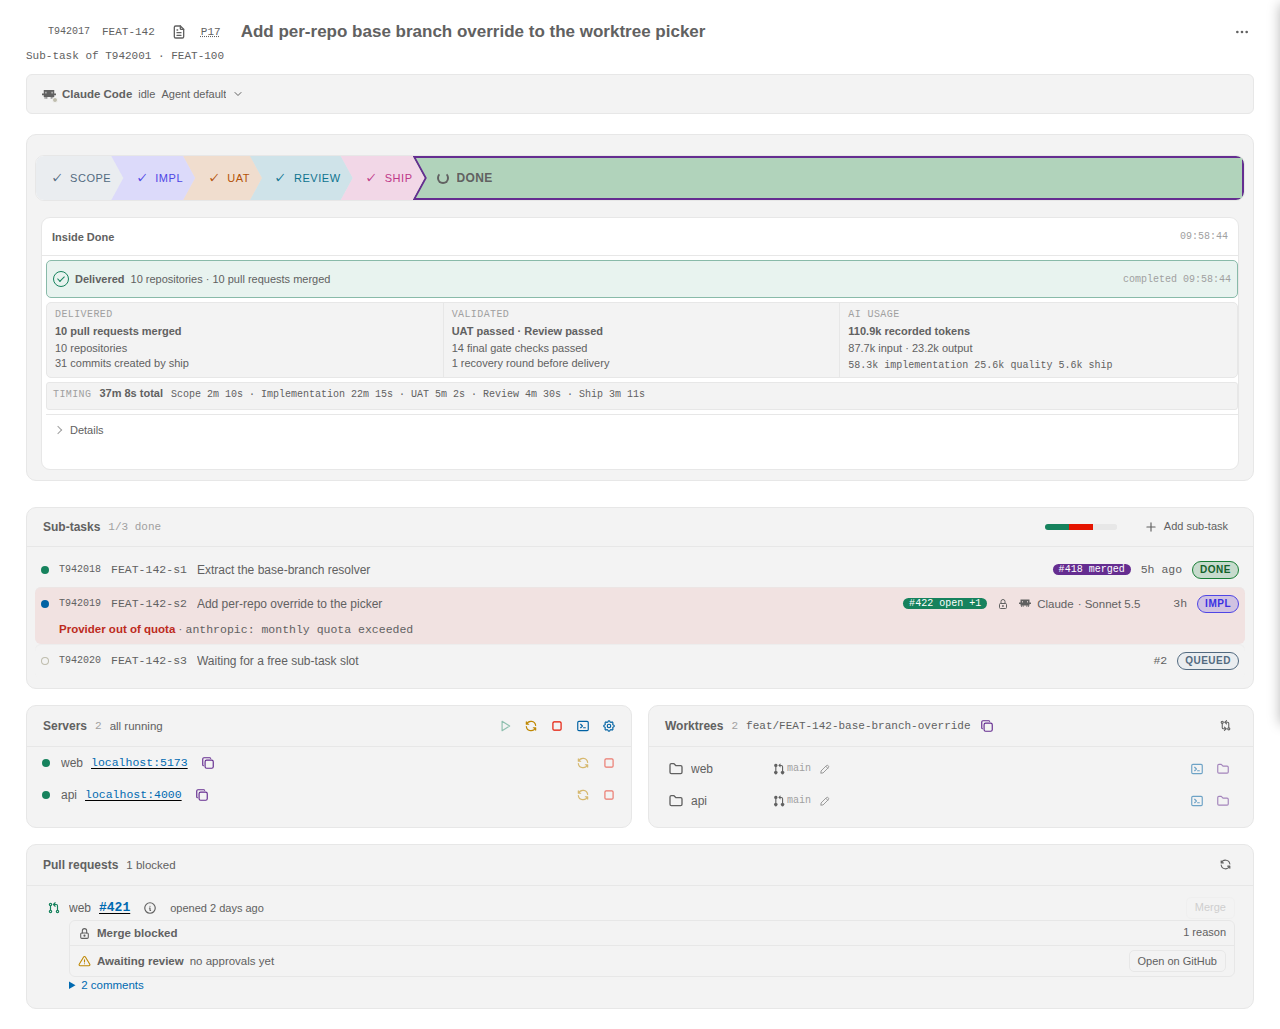 T942017 FEAT-142 P17 Add per-repo base branch override to the worktree picker
Sub-task of T942001 · FEAT-100
Claude Code idle Agent default
SCOPE IMPL UAT REVIEW SHIP DONE
Inside Done 09:58:44
Delivered 10 repositories · 10 pull requests merged completed 09:58:44
DELIVERED VALIDATED AI USAGE
10 pull requests merged UAT passed · Review passed 110.9k recorded tokens
10 repositories 14 final gate checks passed 87.7k input · 23.2k output
31 commits created by ship 1 recovery round before delivery 58.3k implementation 25.6k quality 5.6k ship
TIMING 37m 8s total Scope 2m 10s · Implementation 22m 15s · UAT 5m 2s · Review 4m 30s · Ship 3m 11s
Details
Sub-tasks 1/3 done Add sub-task
T942018 FEAT-142-s1 Extract the base-branch resolver #418 merged 5h ago DONE
T942019 FEAT-142-s2 Add per-repo override to the picker #422 open +1 Claude · Sonnet 5.5 3h IMPL
Provider out of quota · anthropic: monthly quota exceeded
T942020 FEAT-142-s3 Waiting for a free sub-task slot #2 QUEUED
Servers 2 all running
web localhost:5173
api localhost:4000
Worktrees 2 feat/FEAT-142-base-branch-override
web main
api main
Pull requests 1 blocked
web #421 opened 2 days ago Merge
Merge blocked 1 reason
Awaiting review no approvals yet Open on GitHub
2 comments